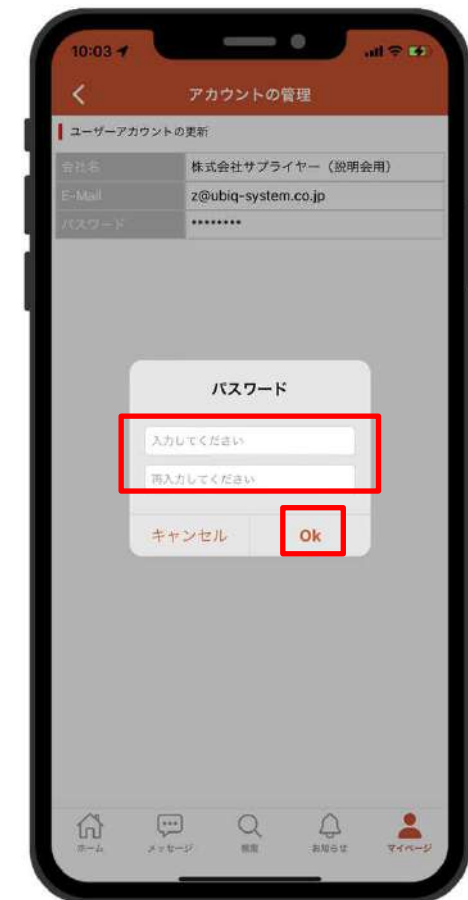 10:03
アカウントの管理
ユーザーアカウントの更新
会社名 株式会社サプライヤー（説明会用）
E-Mail z@ubiq-system.co.jp
パスワード ••••••••
パスワード
入力してください
再入力してください
キャンセル Ok
ホーム メッセージ 検索 お知らせ マイページ